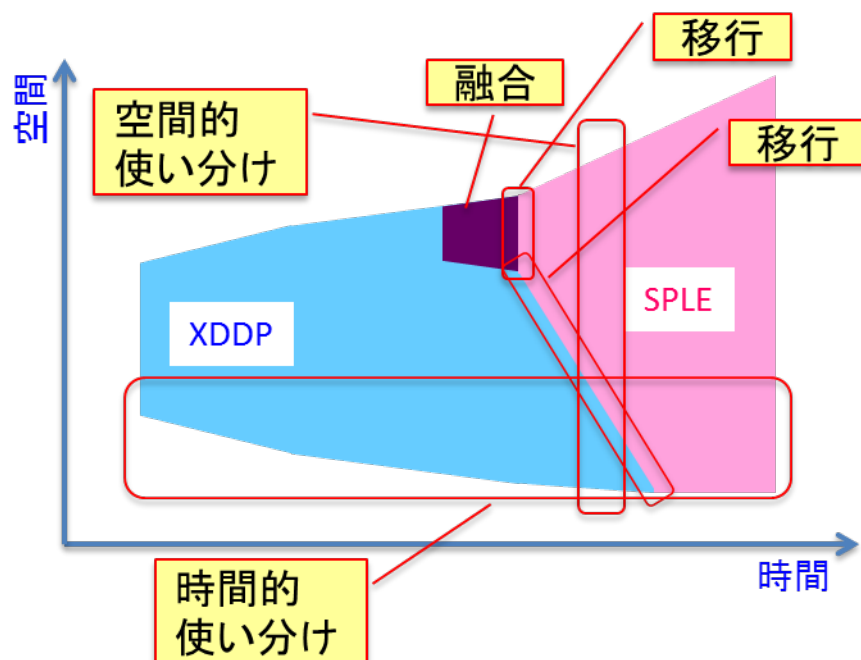 移行
融合
空間
空間的
使い分け
移行
SPLE
XDDP
時間
時間的
使い分け